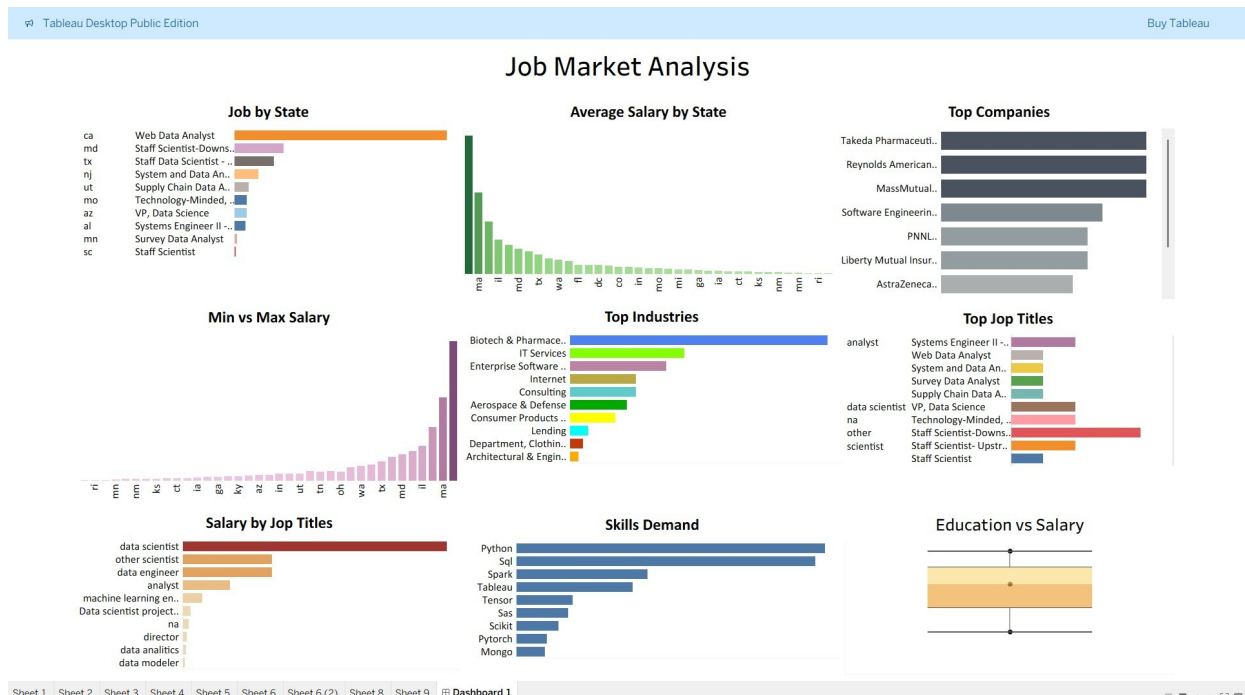 Tableau Desktop Public Edition
Buy Tableau
Job Market Analysis
Job by State
ca Web Data Analyst
md Staff Scientist-Downs..
tx Staff Data Scientist - ..
nj System and Data An..
ut Supply Chain Data A..
mo Technology-Minded, ..
az VP, Data Science
al Systems Engineer II -..
mn Survey Data Analyst
sc Staff Scientist
Average Salary by State
ma il md tx wa fl dc co in mo mi ga ia ct ks nm mn ri
Top Companies
Takeda Pharmaceuti..
Reynolds American..
MassMutual..
Software Engineerin..
PNNL..
Liberty Mutual Insur..
AstraZeneca..
Min vs Max Salary
ri mn nm ks ct ia ga ky az in ut tn oh wa tx md il ma
Top Industries
Biotech & Pharmace..
IT Services
Enterprise Software ..
Internet
Consulting
Aerospace & Defense
Consumer Products ..
Lending
Department, Clothin..
Architectural & Engin..
Top Jop Titles
analyst Systems Engineer II -..
Web Data Analyst
System and Data An..
Survey Data Analyst
Supply Chain Data A..
data scientist VP, Data Science
na Technology-Minded, ..
other Staff Scientist-Downs..
scientist Staff Scientist- Upstr..
Staff Scientist
Salary by Jop Titles
data scientist
other scientist
data engineer
analyst
machine learning en..
Data scientist project..
na
director
data analitics
data modeler
Skills Demand
Python
Sql
Spark
Tableau
Tensor
Sas
Scikit
Pytorch
Mongo
Education vs Salary
Sheet 1 Sheet 2 Sheet 3 Sheet 4 Sheet 5 Sheet 6 Sheet 6 (2) Sheet 8 Sheet 9 Dashboard 1